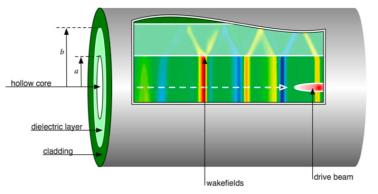 b
a
hollow core
dielectric layer
cladding
wakefields
drive beam